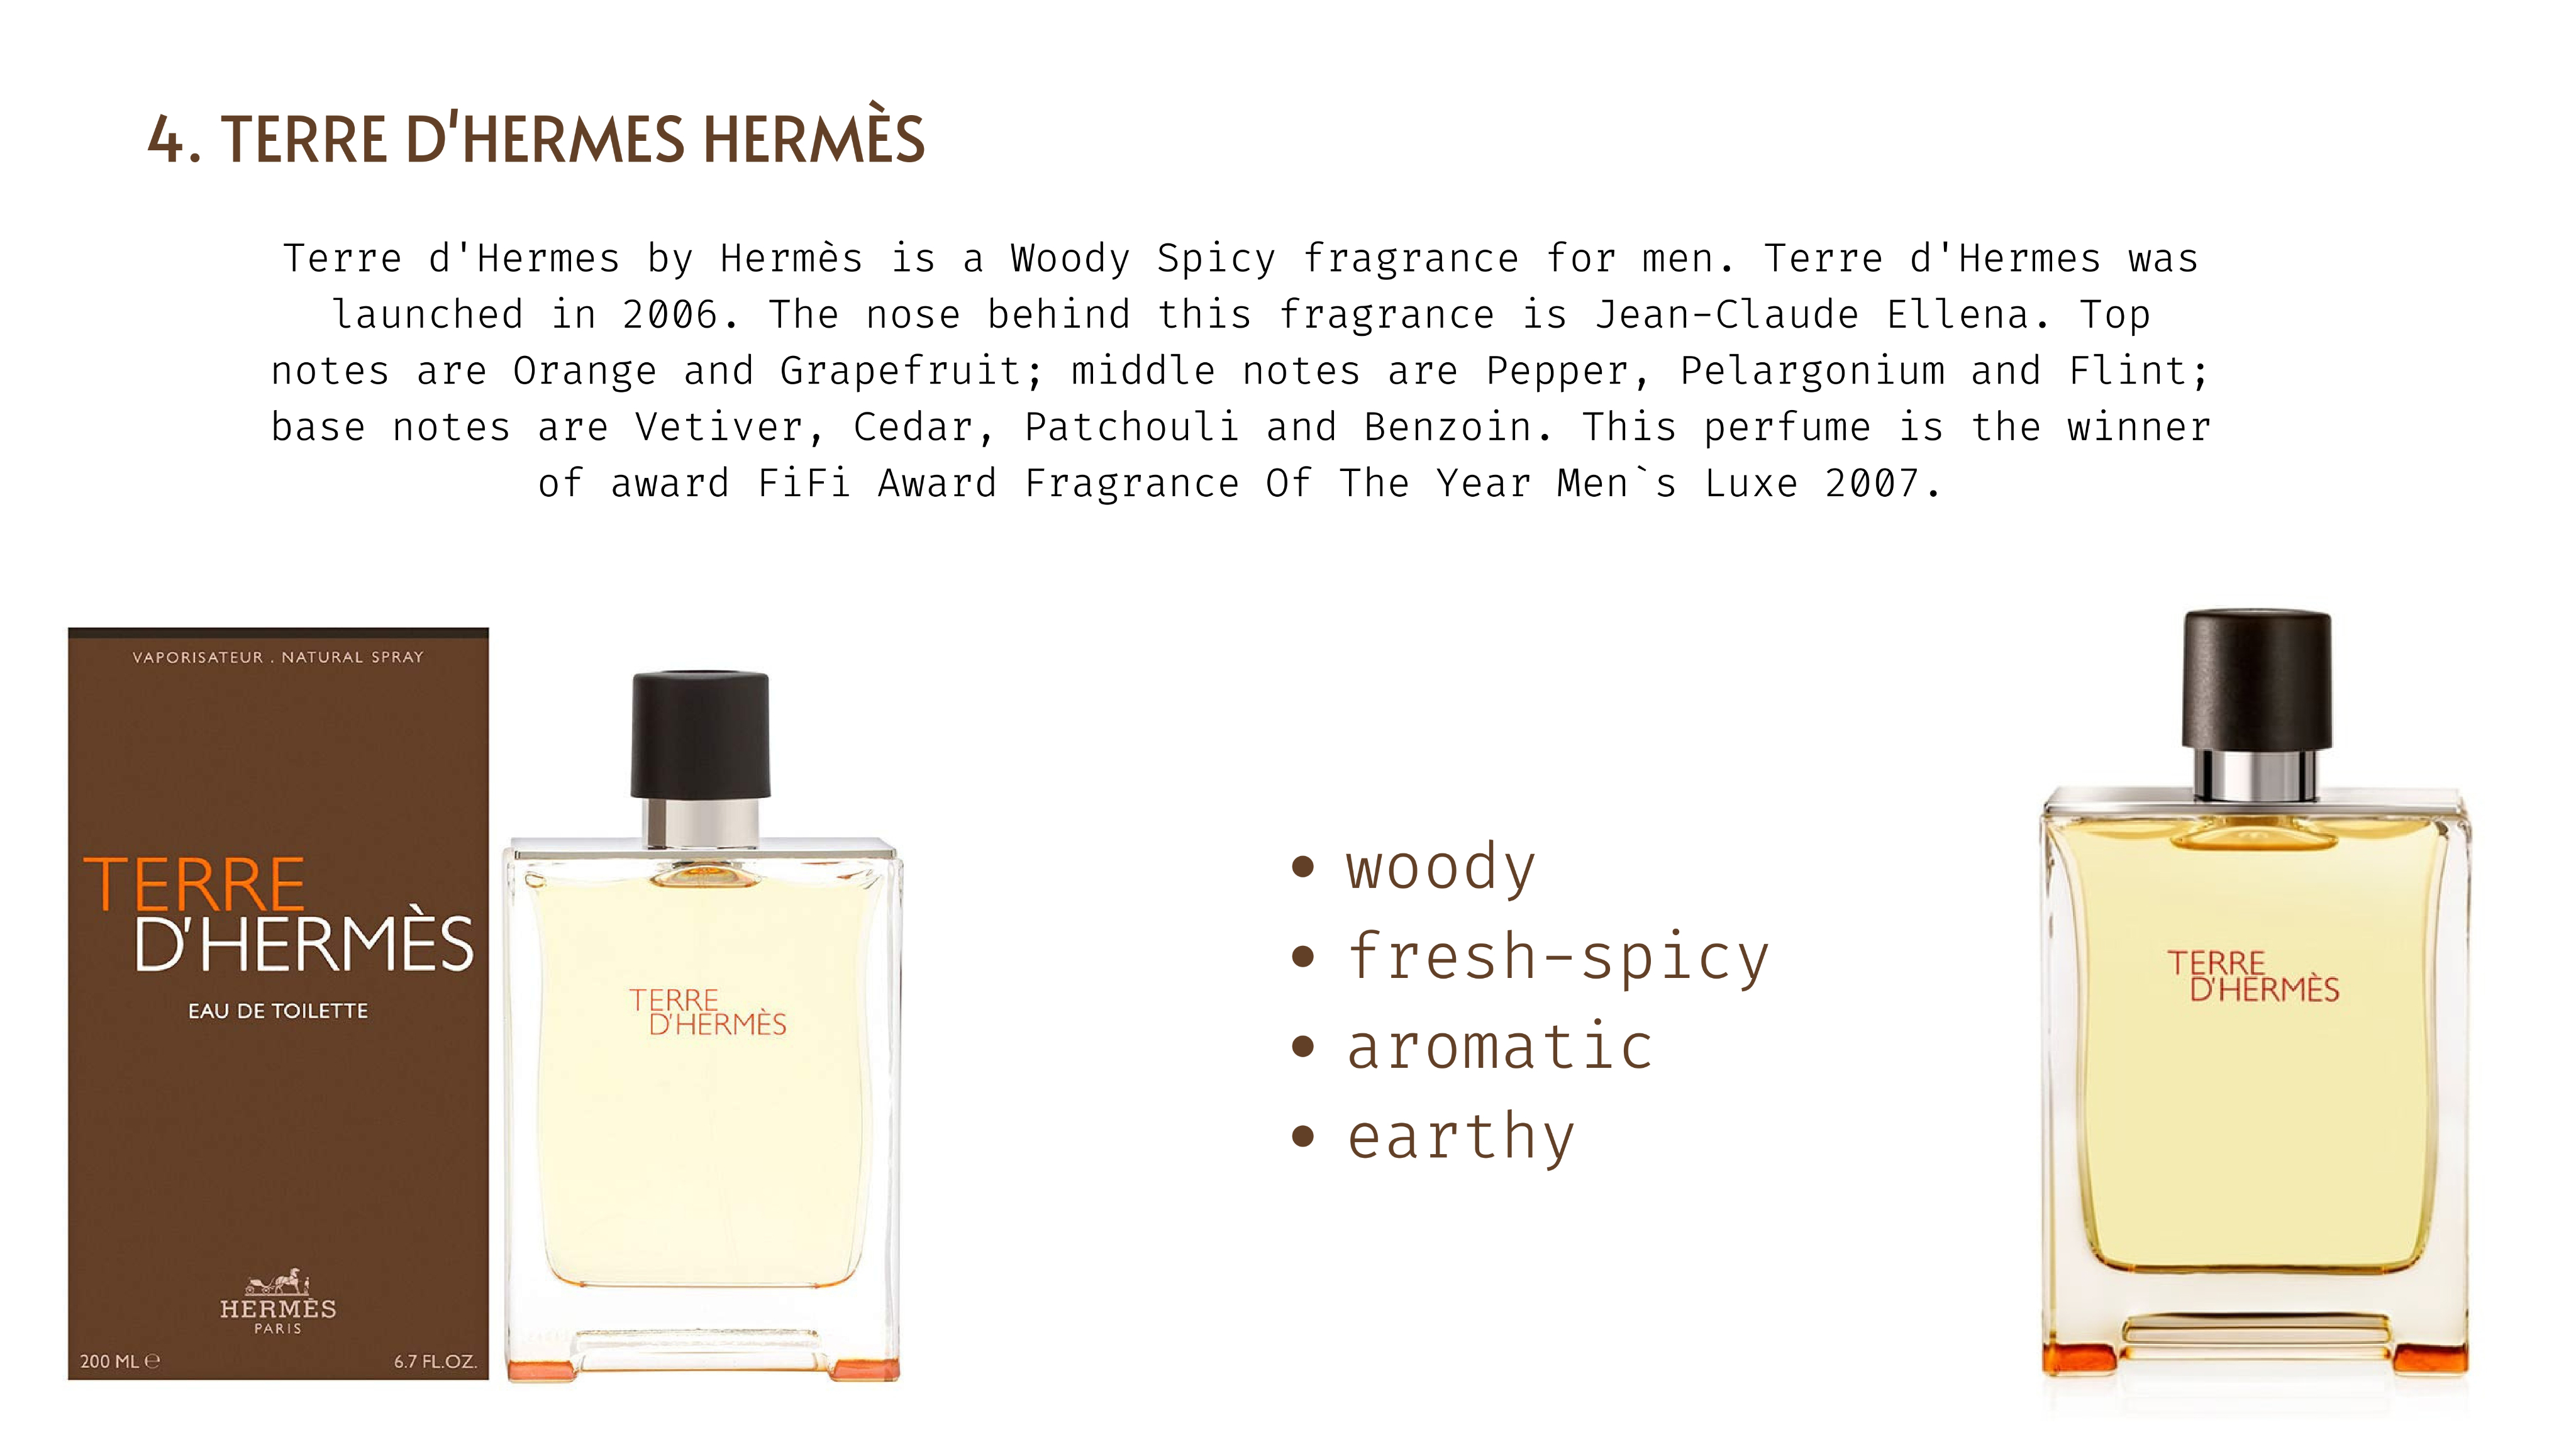 4. TERRE D'HERMES HERMÈS
Terre d'Hermes by Hermès is a Woody Spicy fragrance for men. Terre d'Hermes was
launched in 2006. The nose behind this fragrance is Jean-Claude Ellena. Top
notes are Orange and Grapefruit; middle notes are Pepper, Pelargonium and Flint;
base notes are Vetiver, Cedar, Patchouli and Benzoin. This perfume is the winner
of award FiFi Award Fragrance Of The Year Men`s Luxe 2007.
VAPORISATEUR . NATURAL SPRAY
TERRE
D'HERMÈS
EAU DE TOILETTE
HERMÈS
PARIS
200 ML ℮ 6.7 FL.OZ.
TERRE
D'HERMÈS
• woody
• fresh-spicy
• aromatic
• earthy
TERRE
D'HERMÈS